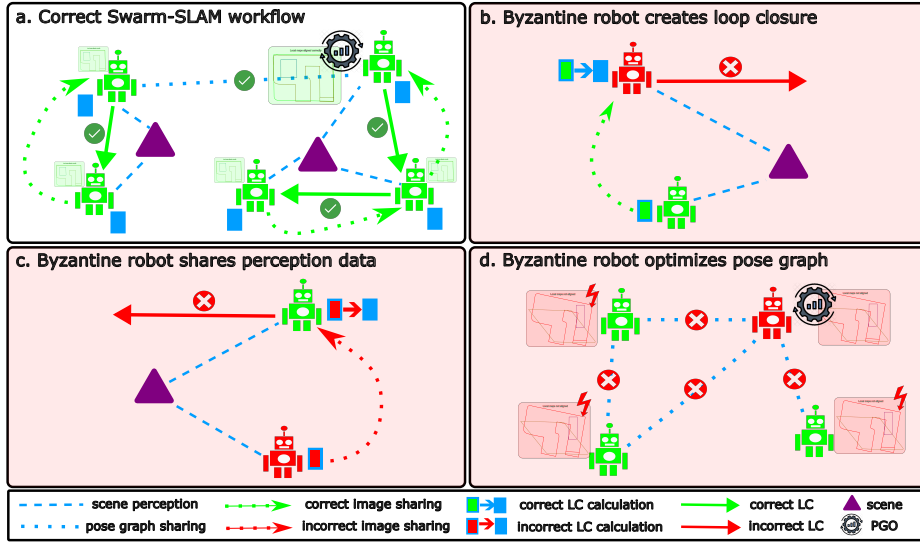 a. Correct Swarm-SLAM workflow
b. Byzantine robot creates loop closure
c. Byzantine robot shares perception data
d. Byzantine robot optimizes pose graph
scene perception
correct image sharing
correct LC calculation
correct LC
scene
pose graph sharing
incorrect image sharing
incorrect LC calculation
incorrect LC
PGO